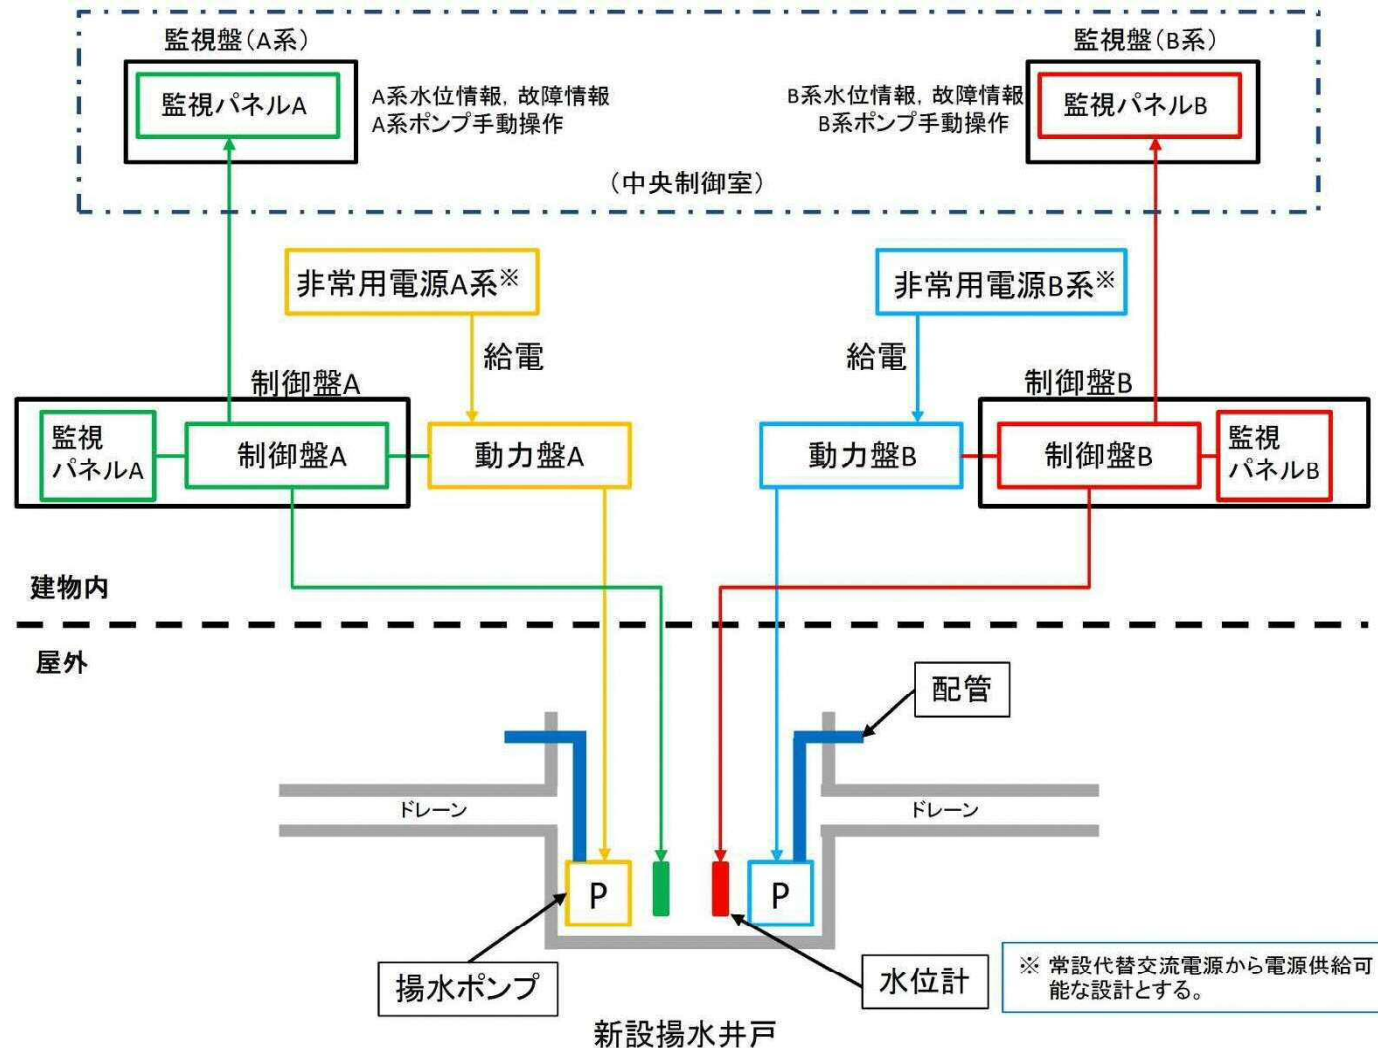 監視盤(A系)
監視パネルA
A系水位情報, 故障情報
A系ポンプ手動操作
監視盤(B系)
監視パネルB
B系水位情報, 故障情報
B系ポンプ手動操作
(中央制御室)
非常用電源A系※
非常用電源B系※
給電
給電
制御盤A
制御盤B
監視
パネルA
制御盤A
動力盤A
動力盤B
制御盤B
監視
パネルB
建物内
屋外
配管
ドレーン
ドレーン
P
P
揚水ポンプ
水位計
※ 常設代替交流電源から電源供給可
能な設計とする。
新設揚水井戸